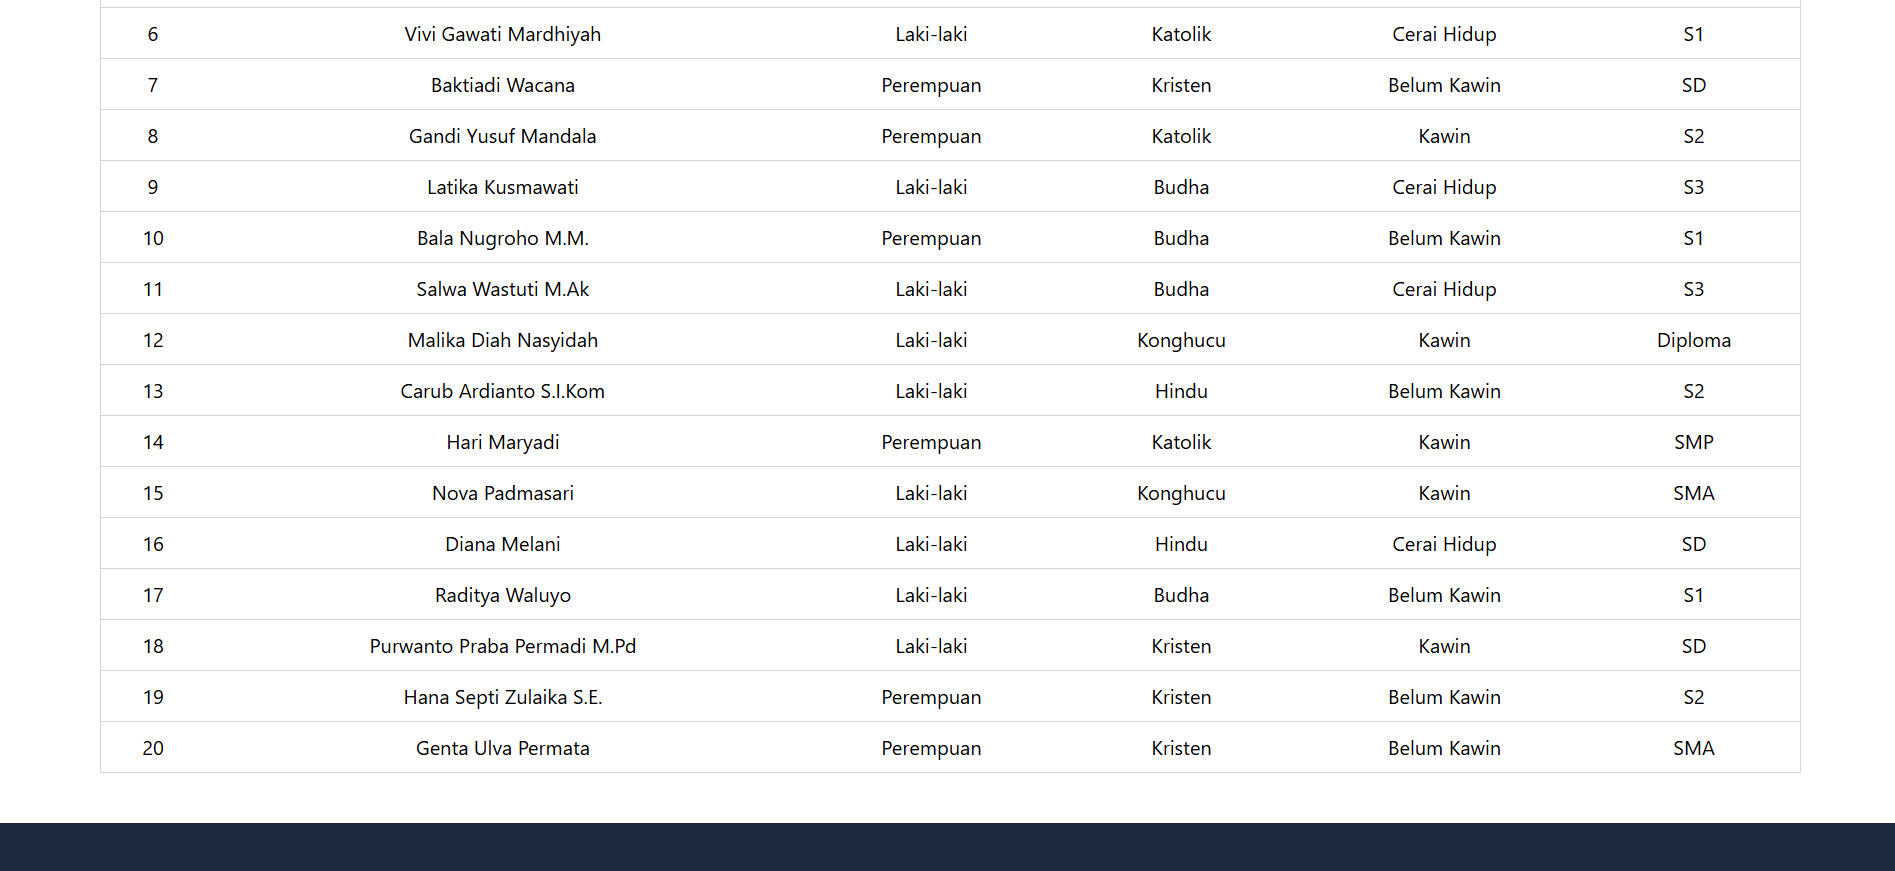 6 Vivi Gawati Mardhiyah Laki-laki Katolik Cerai Hidup S1
7 Baktiadi Wacana Perempuan Kristen Belum Kawin SD
8 Gandi Yusuf Mandala Perempuan Katolik Kawin S2
9 Latika Kusmawati Laki-laki Budha Cerai Hidup S3
10 Bala Nugroho M.M. Perempuan Budha Belum Kawin S1
11 Salwa Wastuti M.Ak Laki-laki Budha Cerai Hidup S3
12 Malika Diah Nasyidah Laki-laki Konghucu Kawin Diploma
13 Carub Ardianto S.I.Kom Laki-laki Hindu Belum Kawin S2
14 Hari Maryadi Perempuan Katolik Kawin SMP
15 Nova Padmasari Laki-laki Konghucu Kawin SMA
16 Diana Melani Laki-laki Hindu Cerai Hidup SD
17 Raditya Waluyo Laki-laki Budha Belum Kawin S1
18 Purwanto Praba Permadi M.Pd Laki-laki Kristen Kawin SD
19 Hana Septi Zulaika S.E. Perempuan Kristen Belum Kawin S2
20 Genta Ulva Permata Perempuan Kristen Belum Kawin SMA